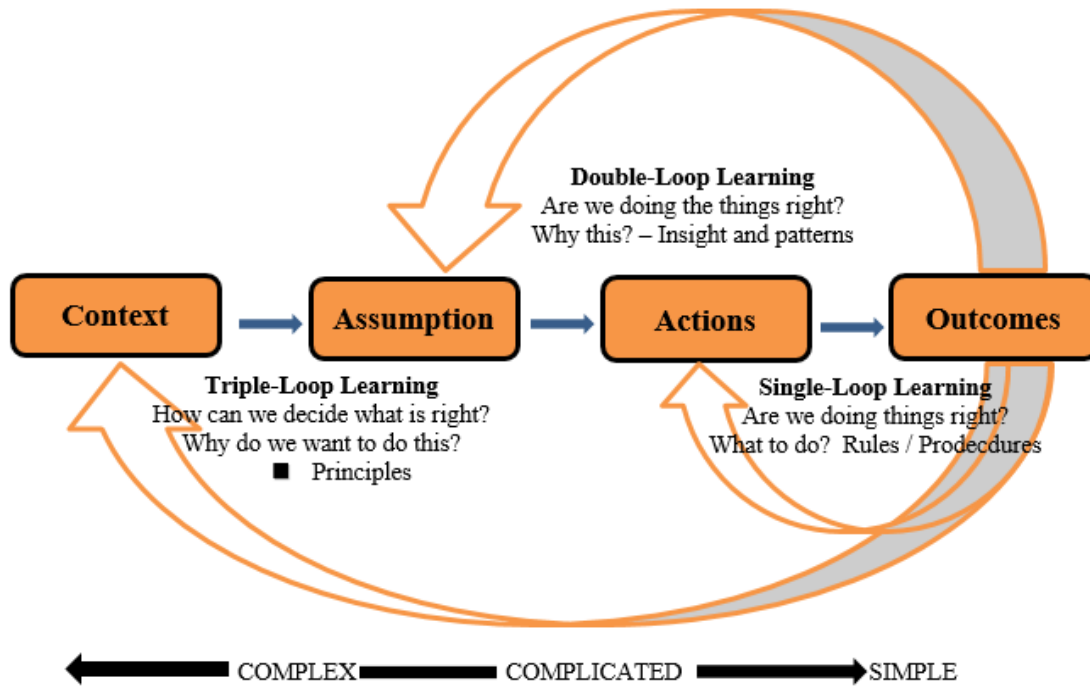 Double-Loop Learning
Are we doing the things right?
Why this? – Insight and patterns
Context
Assumption
Actions
Outcomes
Triple-Loop Learning
How can we decide what is right?
Why do we want to do this?
■ Principles
Single-Loop Learning
Are we doing things right?
What to do? Rules / Prodecdures
COMPLEX COMPLICATED SIMPLE